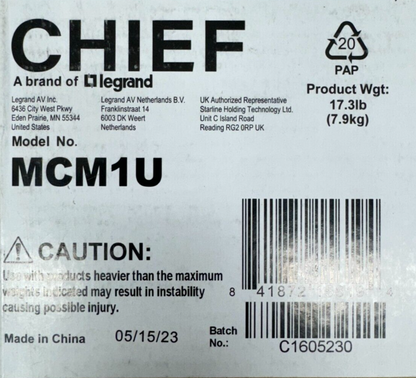 CHIEF
A brand of legrand
Legrand AV Inc.
6436 City West Pkwy
Eden Prairie, MN 55344
United States
Legrand AV Netherlands B.V.
Franklinstraat 14
6003 DK Weert
Netherlands
UK Authorized Representative
Starline Holding Technology Ltd.
Unit C Island Road
Reading RG2 0RP UK
20
PAP
Product Wgt:
17.3lb
(7.9kg)
Model No.
MCM1U
CAUTION:
Use with products heavier than the maximum
weights indicated may result in instability
causing possible injury.
8 41872 4
Made in China 05/15/23
Batch
No.:
C1605230